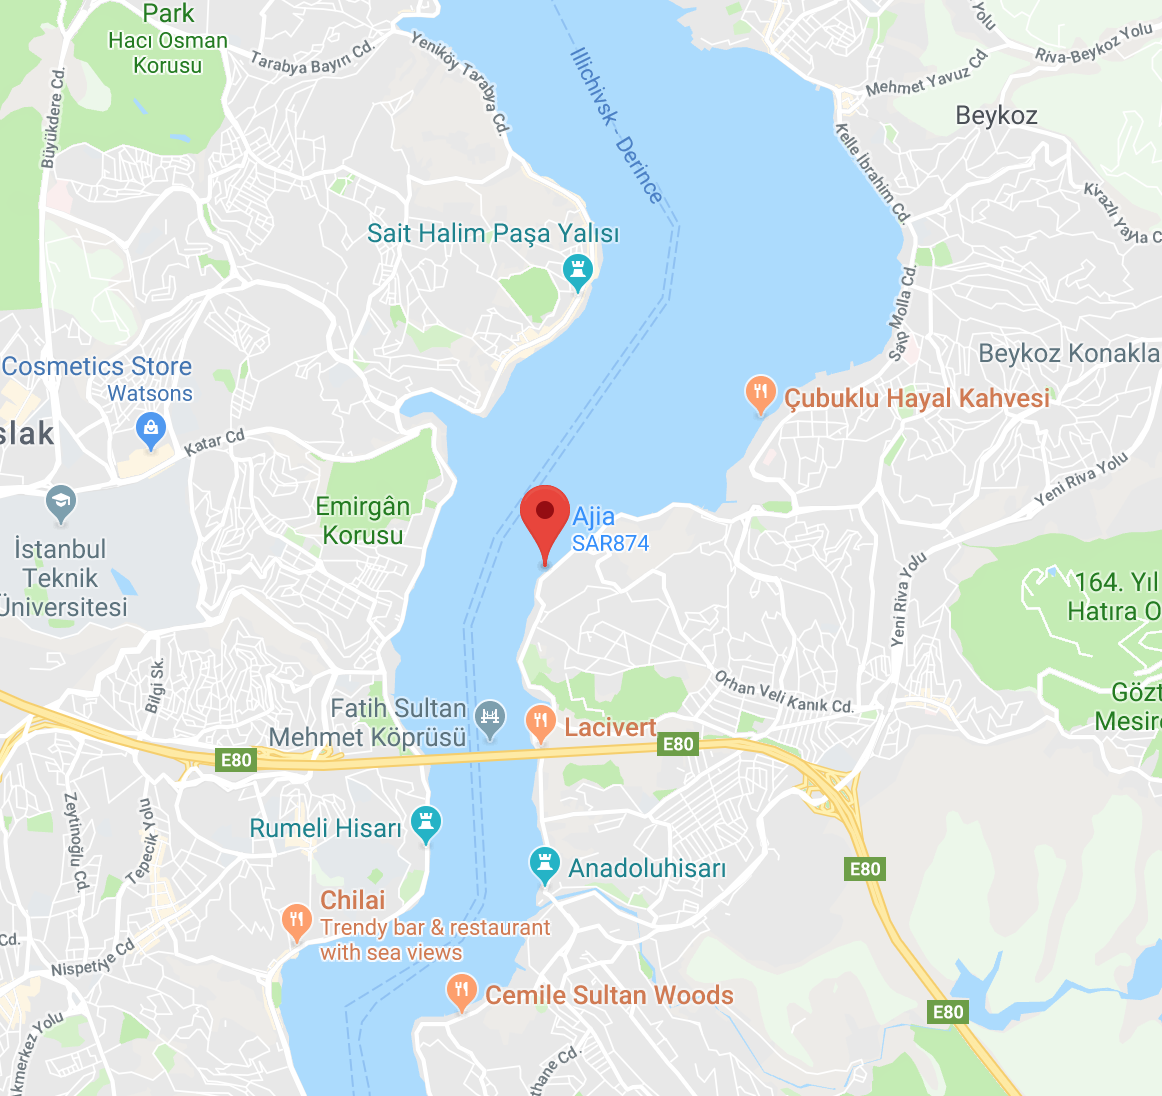 Park
Hacı Osman
Korusu
Büyükdere Cd.
Tarabya Bayırı Cd.
Yeniköy Tarabya Cd.
Illichivsk - Derince
Yolu
Riva-Beykoz Yolu
Mehmet Yavuz Cd
Beykoz
Kelle İbrahim Cd.
Kirazlı Yayla C
Sait Halim Paşa Yalısı
Saip Molla Cd.
Beykoz Konakla
Cosmetics Store
Watsons
Çubuklu Hayal Kahvesi
slak
Katar Cd
Yeni Riva Yolu
Emirgân
Korusu
Ajia
SAR874
İstanbul
Teknik
Üniversitesi
Yeni Riva Yolu
164. Yıl
Hatıra O
Bilgi Sk.
Orhan Veli Kanık Cd.
Gözt
Mesire
Fatih Sultan
Mehmet Köprüsü
Lacivert
E80
E80
Zeytinoğlu Cd.
Tepecik Yolu
Rumeli Hisarı
Anadoluhisarı
E80
Chilai
Trendy bar & restaurant
with sea views
Cd.
Nispetiye Cd
Cemile Sultan Woods
E80
Akmerkez Yolu
thane Cd.